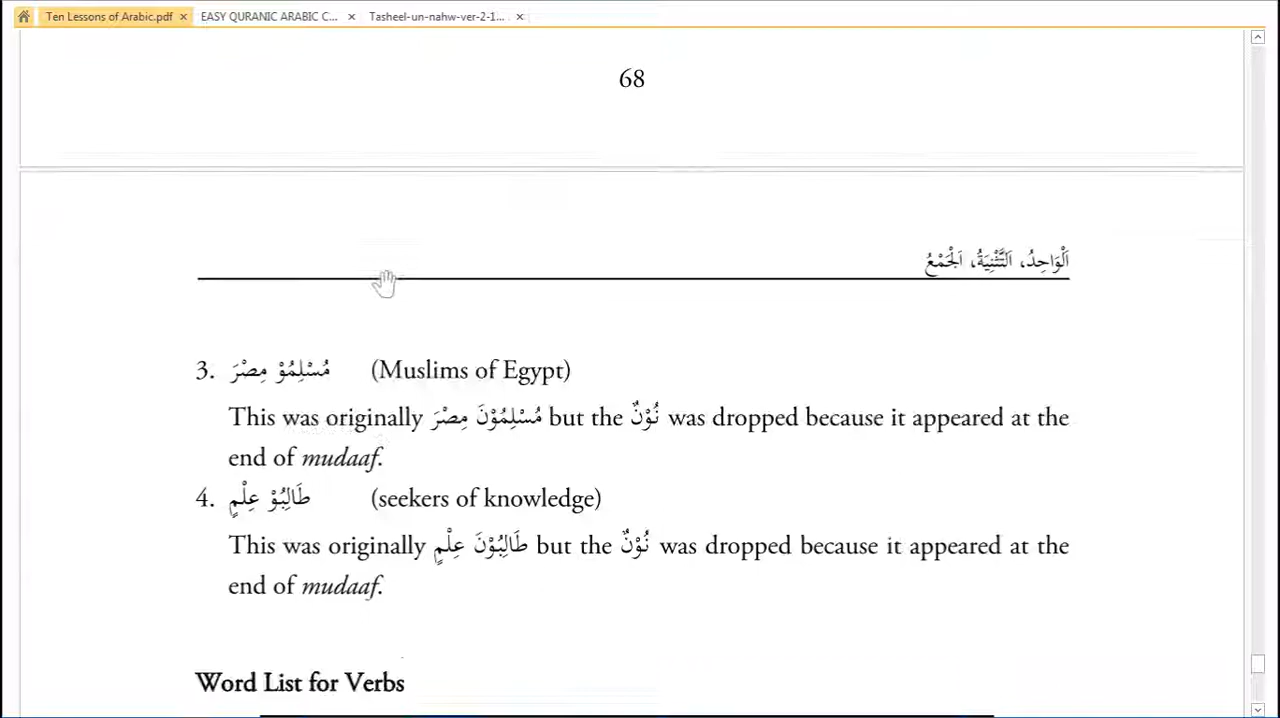 Ten Lessons of Arabic.pdf × EASY QURANIC ARABIC C... × Tasheel-un-nahw-ver-2-1... ×
68
اَلْوَاحِدُ، اَلتَّثْنِيَةُ، اَلْجَمْعُ
3. مُسْلِمُوْ مِصْرَ (Muslims of Egypt)
This was originally مُسْلِمُوْنَ مِصْرَ but the نُوْنٌ was dropped because it appeared at the
end of mudaaf.
4. طَالِبُوْ عِلْمٍ (seekers of knowledge)
This was originally طَالِبُوْنَ عِلْمٍ but the نُوْنٌ was dropped because it appeared at the
end of mudaaf.
Word List for Verbs